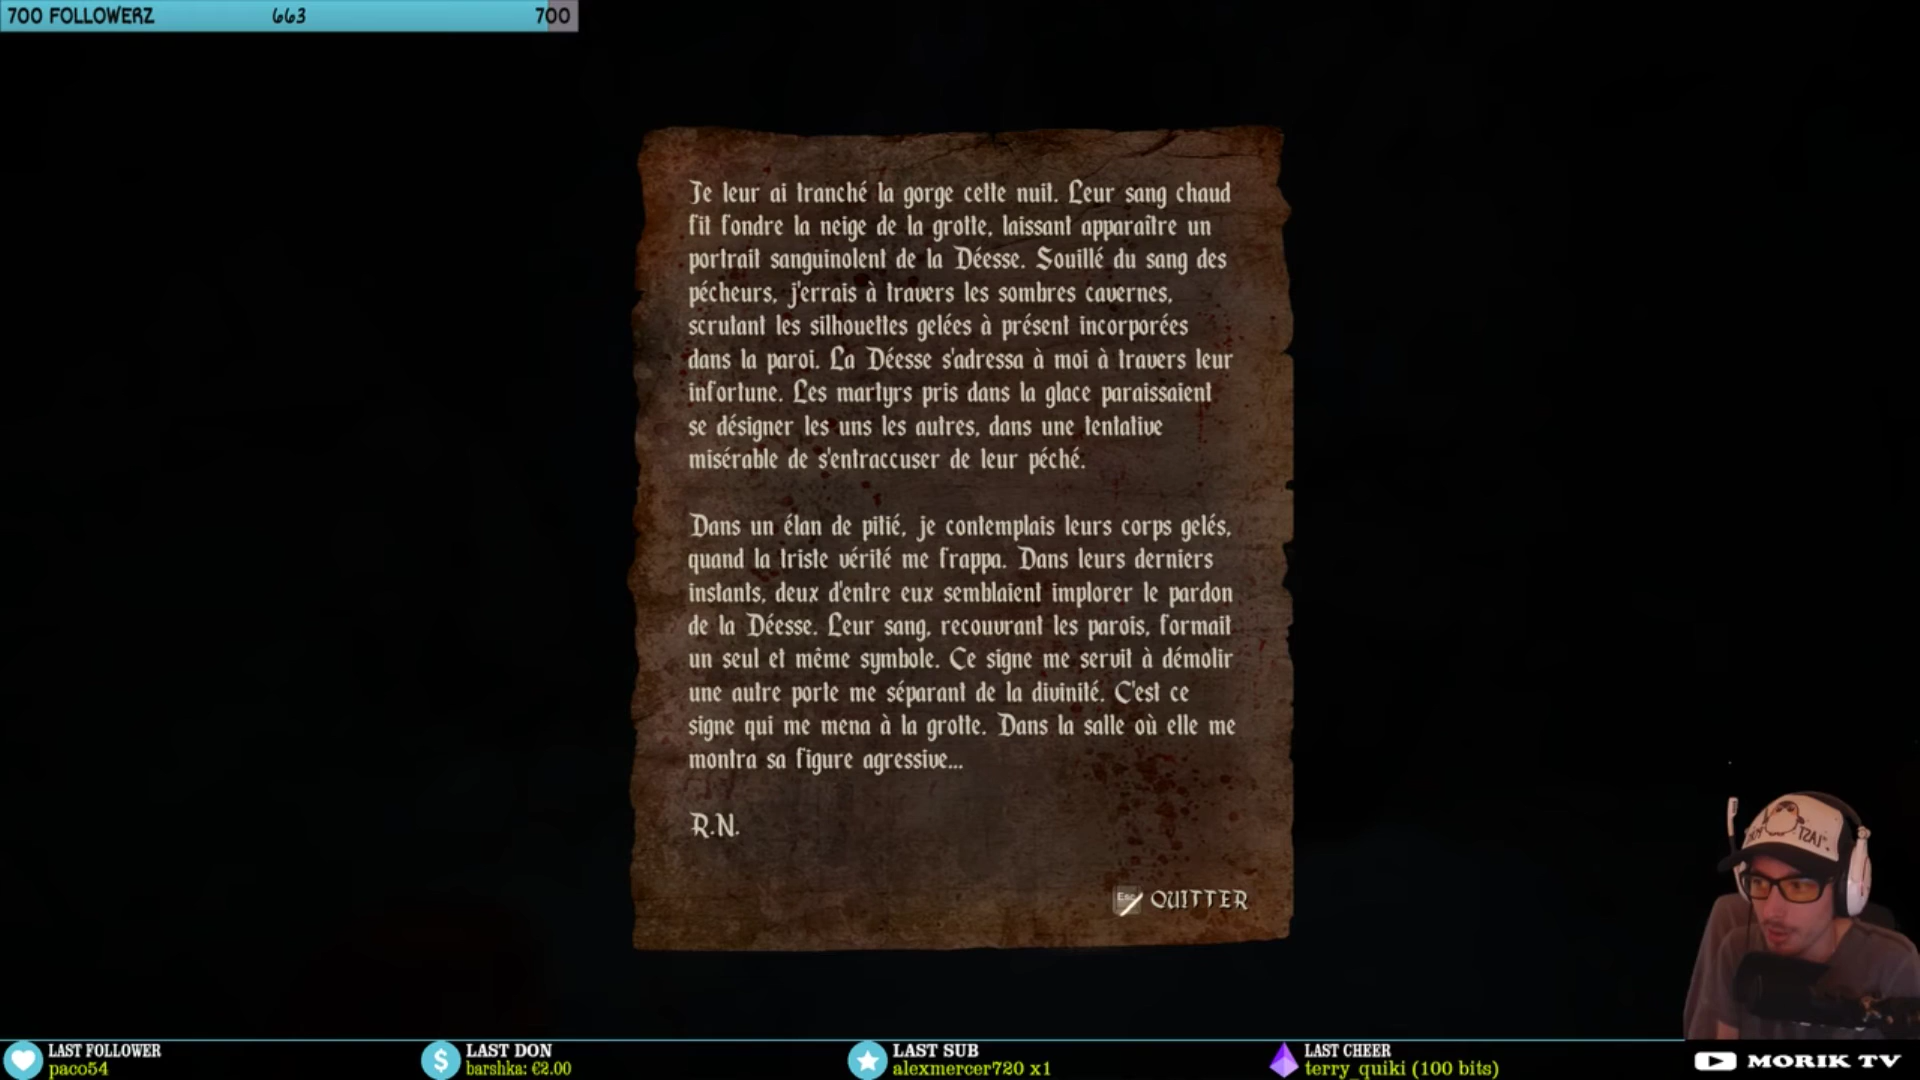 700 FOLLOWERZ 663 700
Je leur ai tranché la gorge cette nuit. Leur sang chaud
fit fondre la neige de la grotte, laissant apparaître un
portrait sanguinolent de la Déesse. Souillé du sang des
pécheurs, j'errais à travers les sombres cavernes,
scrutant les silhouettes gelées à présent incorporées
dans la paroi. La Déesse s'adressa à moi à travers leur
infortune. Les martyrs pris dans la glace paraissaient
se désigner les uns les autres, dans une tentative
misérable de s'entraccuser de leur péché.
Dans un élan de pitié, je contemplais leurs corps gelés,
quand la triste vérité me frappa. Dans leurs derniers
instants, deux d'entre eux semblaient implorer le pardon
de la Déesse. Leur sang, recouvrant les parois, formait
un seul et même symbole. Ce signe me servit à démolir
une autre porte me séparant de la divinité. C'est ce
signe qui me mena à la grotte. Dans la salle où elle me
montra sa figure agressive...
R.N.
Esc QUITTER
LAST FOLLOWER
paco54
LAST DON
barshka: €2.00
LAST SUB
alexmercer720 x1
LAST CHEER
terry_quiki (100 bits)
MORIK TV